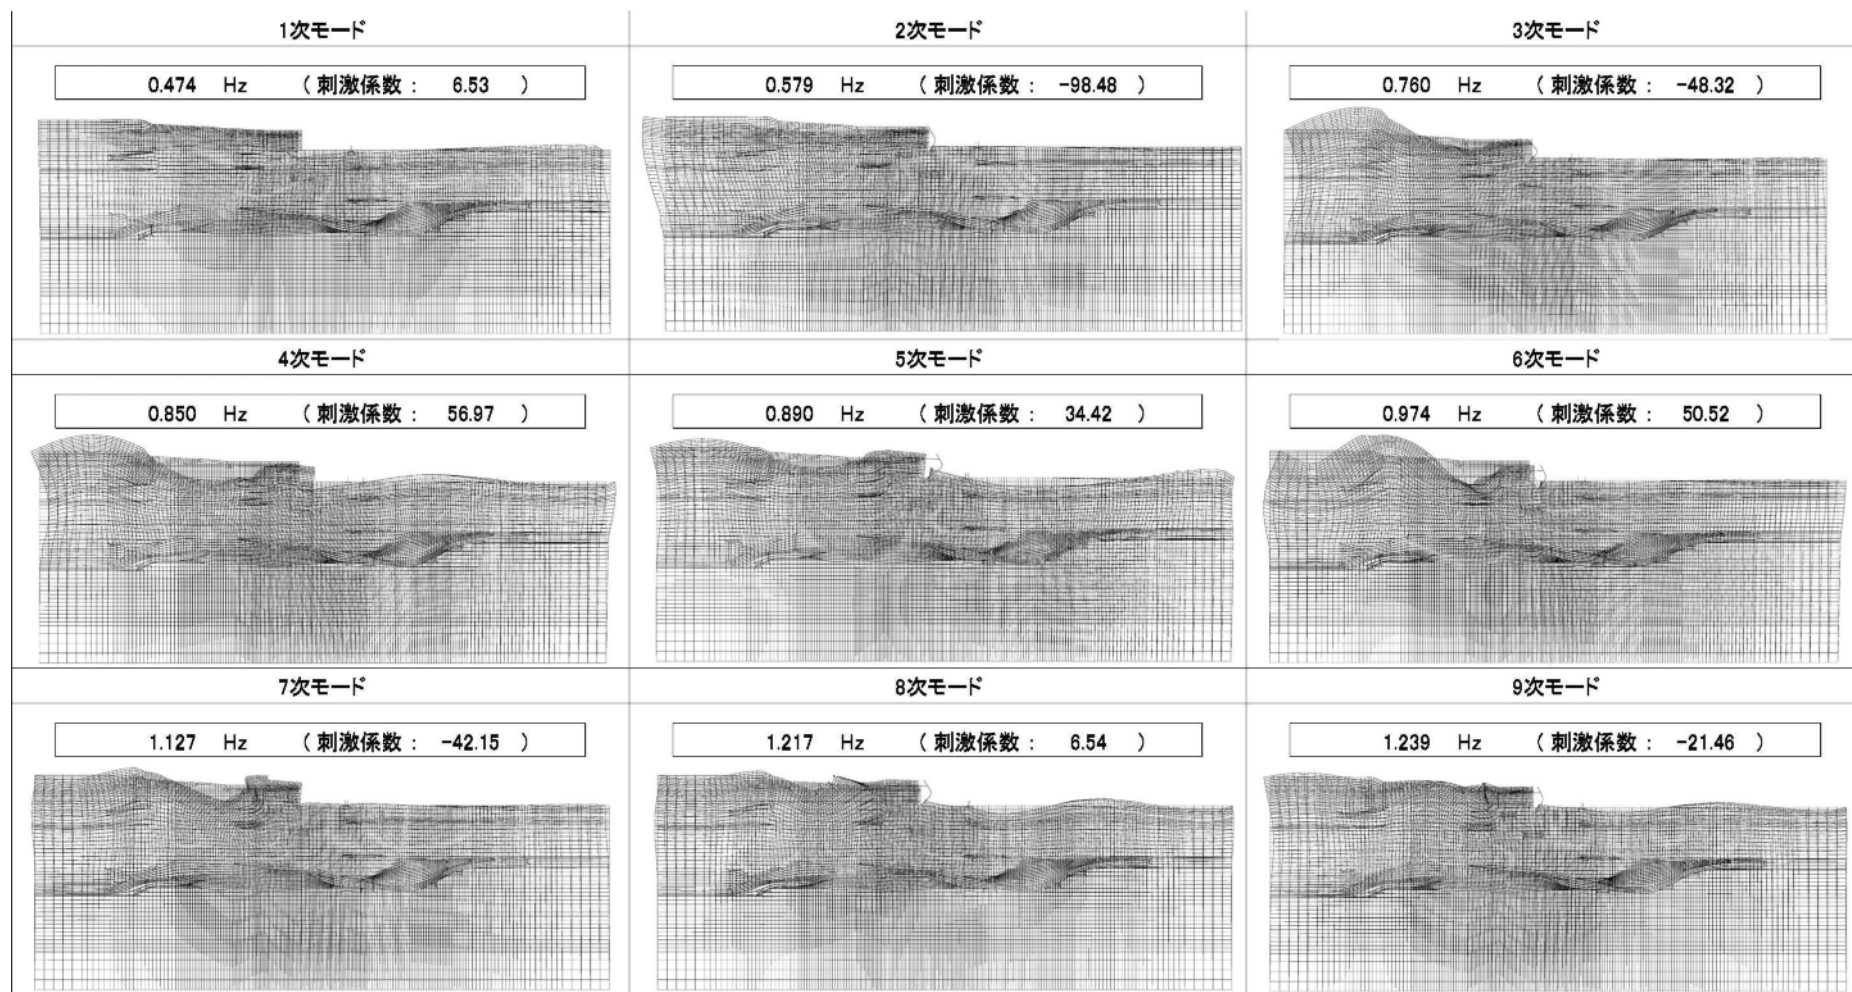 1次モード 2次モード 3次モード
0.474 Hz （ 刺激係数 ： 6.53 ） 0.579 Hz （ 刺激係数 ： -98.48 ） 0.760 Hz （ 刺激係数 ： -48.32 ）
4次モード 5次モード 6次モード
0.850 Hz （ 刺激係数 ： 56.97 ） 0.890 Hz （ 刺激係数 ： 34.42 ） 0.974 Hz （ 刺激係数 ： 50.52 ）
7次モード 8次モード 9次モード
1.127 Hz （ 刺激係数 ： -42.15 ） 1.217 Hz （ 刺激係数 ： 6.54 ） 1.239 Hz （ 刺激係数 ： -21.46 ）